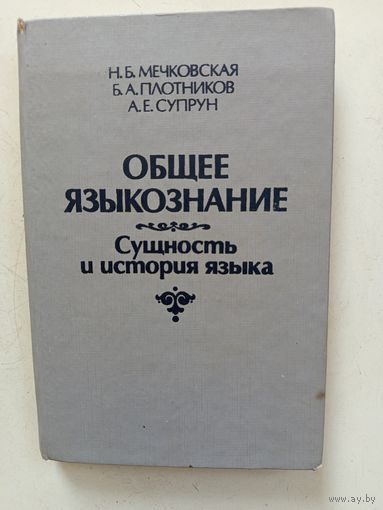 Н.Б. МЕЧКОВСКАЯ
Б.А.ПЛОТНИКОВ
А.Е.СУПРУН
ОБЩЕЕ
ЯЗЫКОЗНАНИЕ
Сущность
и история языка
www.ay.by